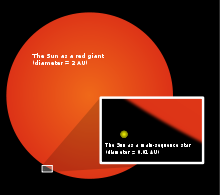 The Sun as a red giant
(diameter ≈ 2 AU)
The Sun as a main-sequence star
(diameter ≈ 0.01 AU)